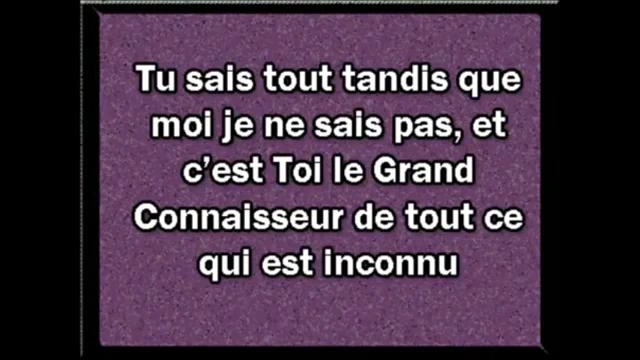 Tu sais tout tandis que
moi je ne sais pas, et
c’est Toi le Grand
Connaisseur de tout ce
qui est inconnu